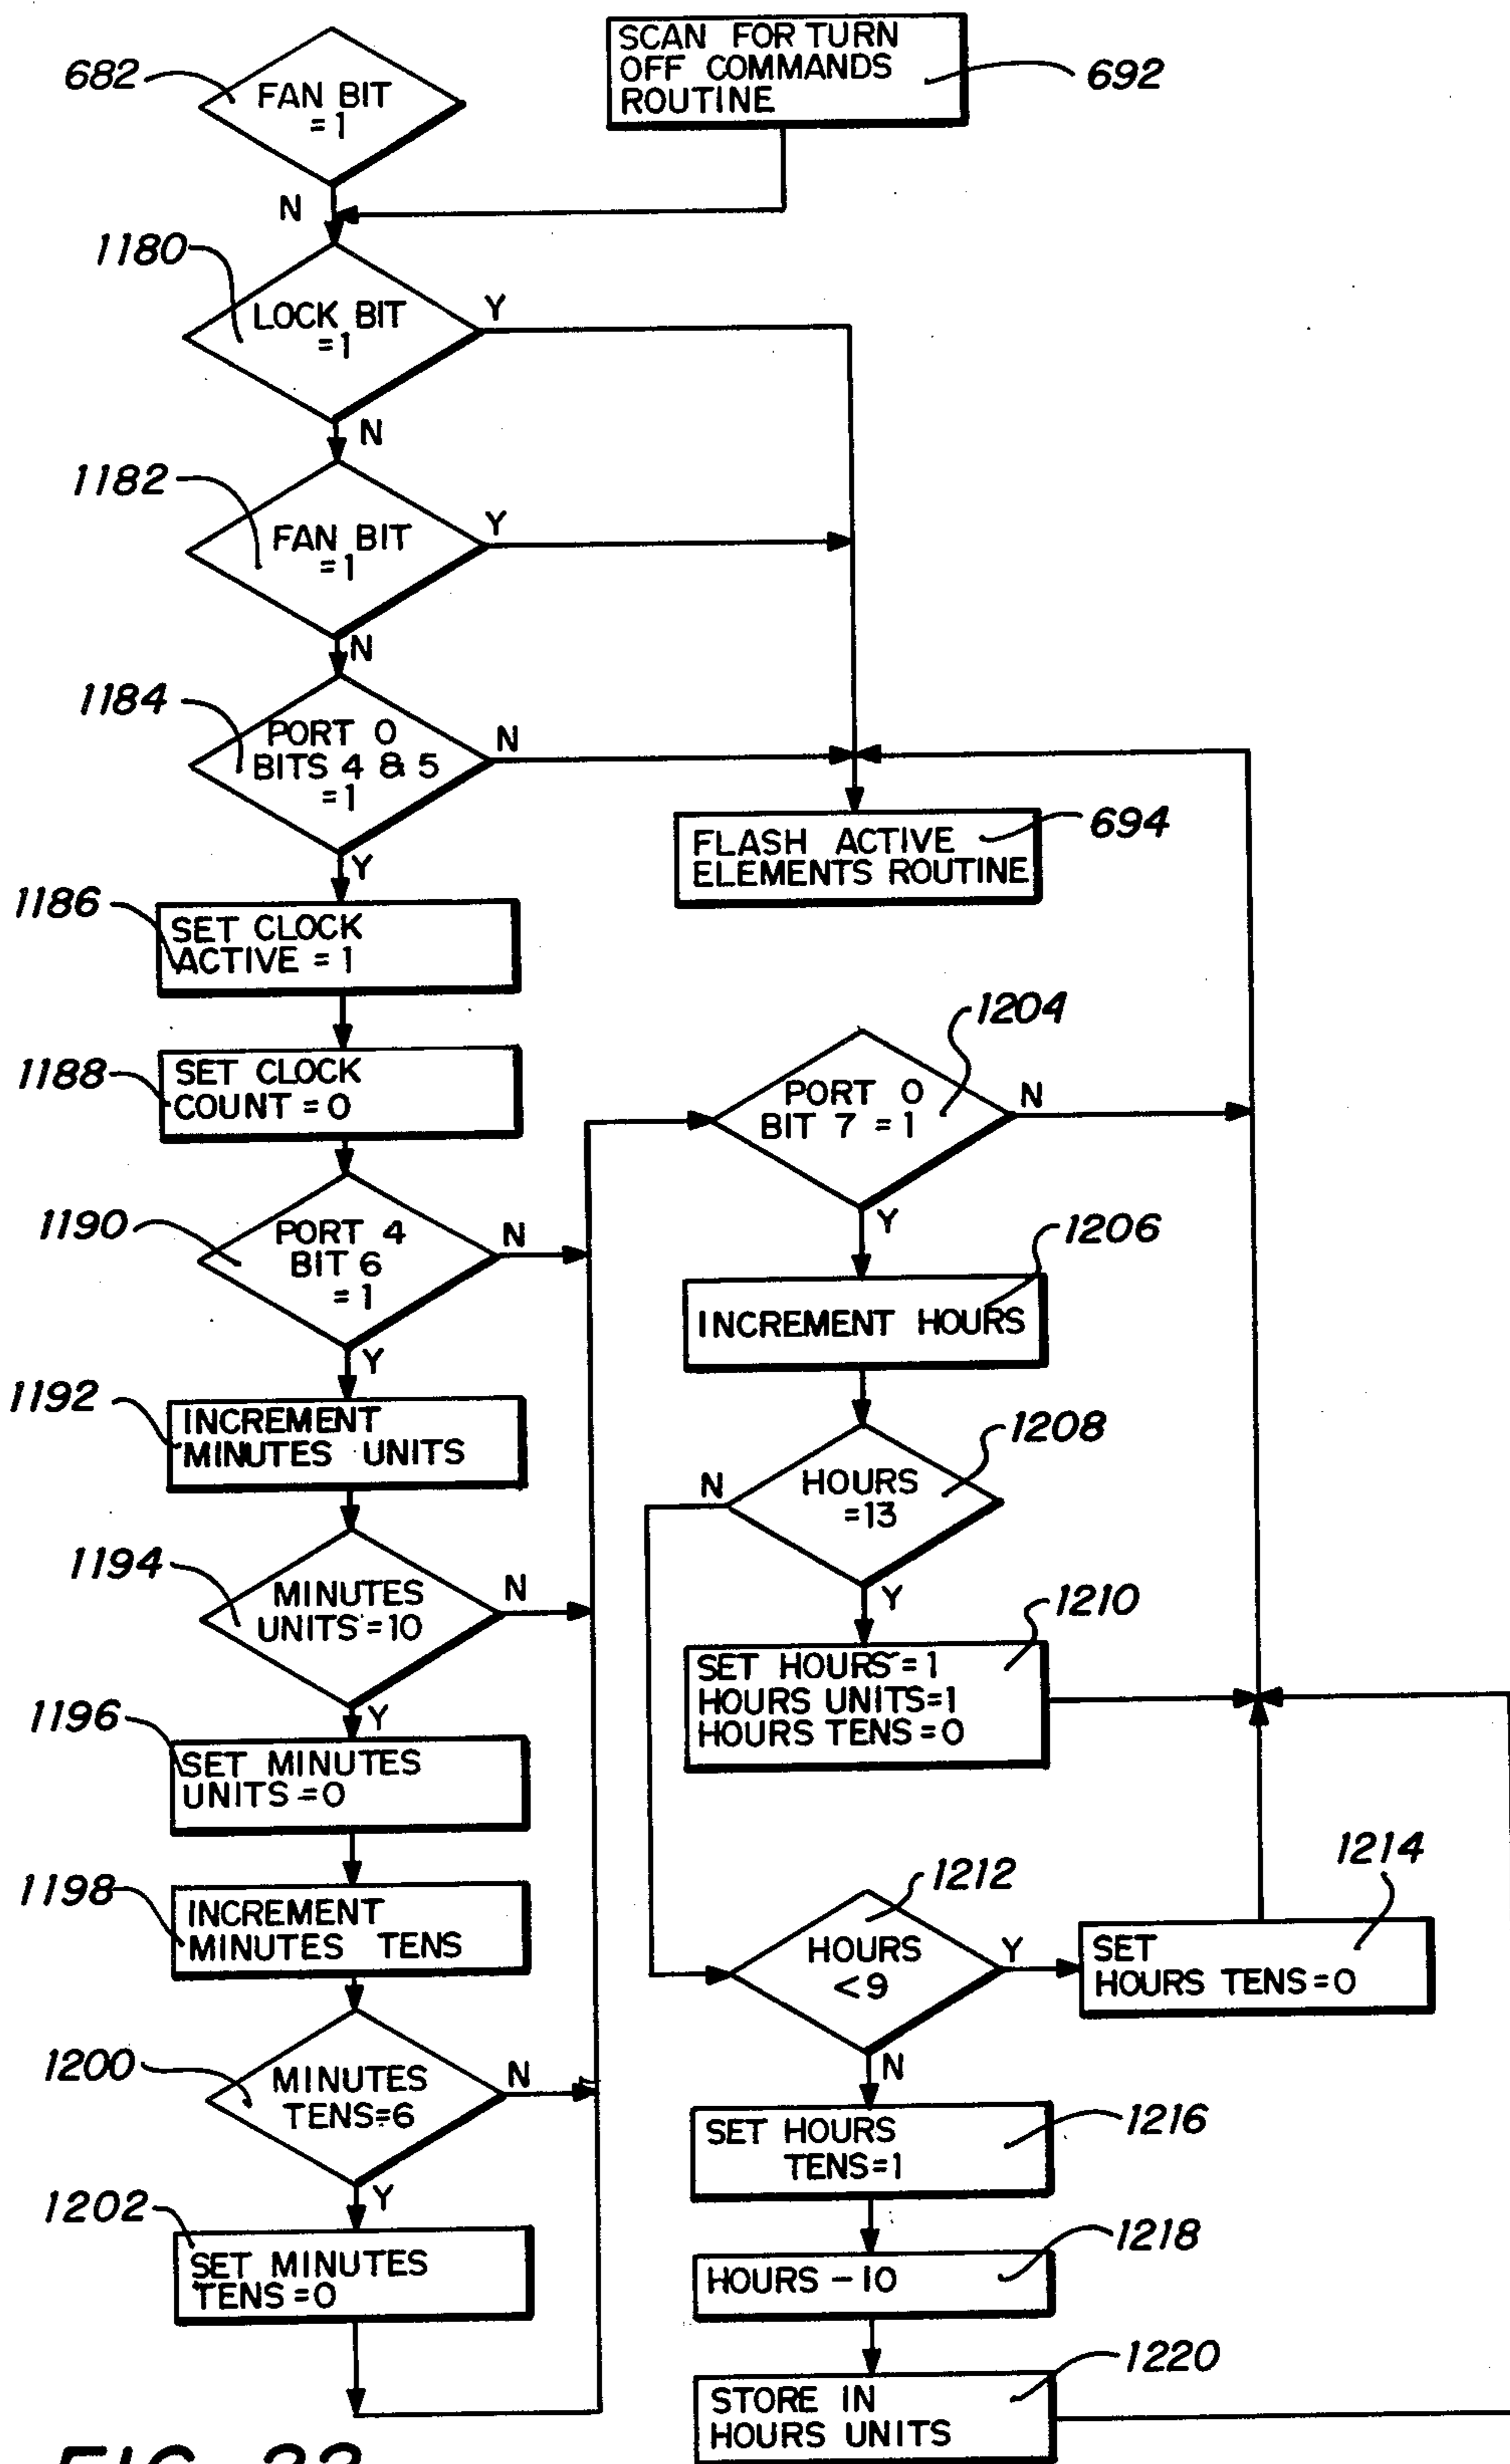 682
FAN BIT
=1
SCAN FOR TURN
OFF COMMANDS
ROUTINE
692
N
1180
LOCK BIT
=1
Y
N
1182
FAN BIT
=1
Y
N
1184
PORT 0
BITS 4 & 5
=1
N
Y
FLASH ACTIVE
ELEMENTS ROUTINE
694
1186
SET CLOCK
ACTIVE = 1
1188
SET CLOCK
COUNT = 0
1190
PORT 4
BIT 6
=1
N
Y
1192
INCREMENT
MINUTES UNITS
1194
MINUTES
UNITS=10
N
Y
1196
SET MINUTES
UNITS=0
1198
INCREMENT
MINUTES TENS
1200
MINUTES
TENS=6
N
Y
1202
SET MINUTES
TENS=0
1204
PORT 0
BIT 7 = 1
N
Y
1206
INCREMENT HOURS
1208
HOURS
=13
N
Y
1210
SET HOURS=1
HOURS UNITS=1
HOURS TENS=0
1212
HOURS
<9
Y
N
1214
SET
HOURS TENS=0
1216
SET HOURS
TENS=1
1218
HOURS -10
1220
STORE IN
HOURS UNITS